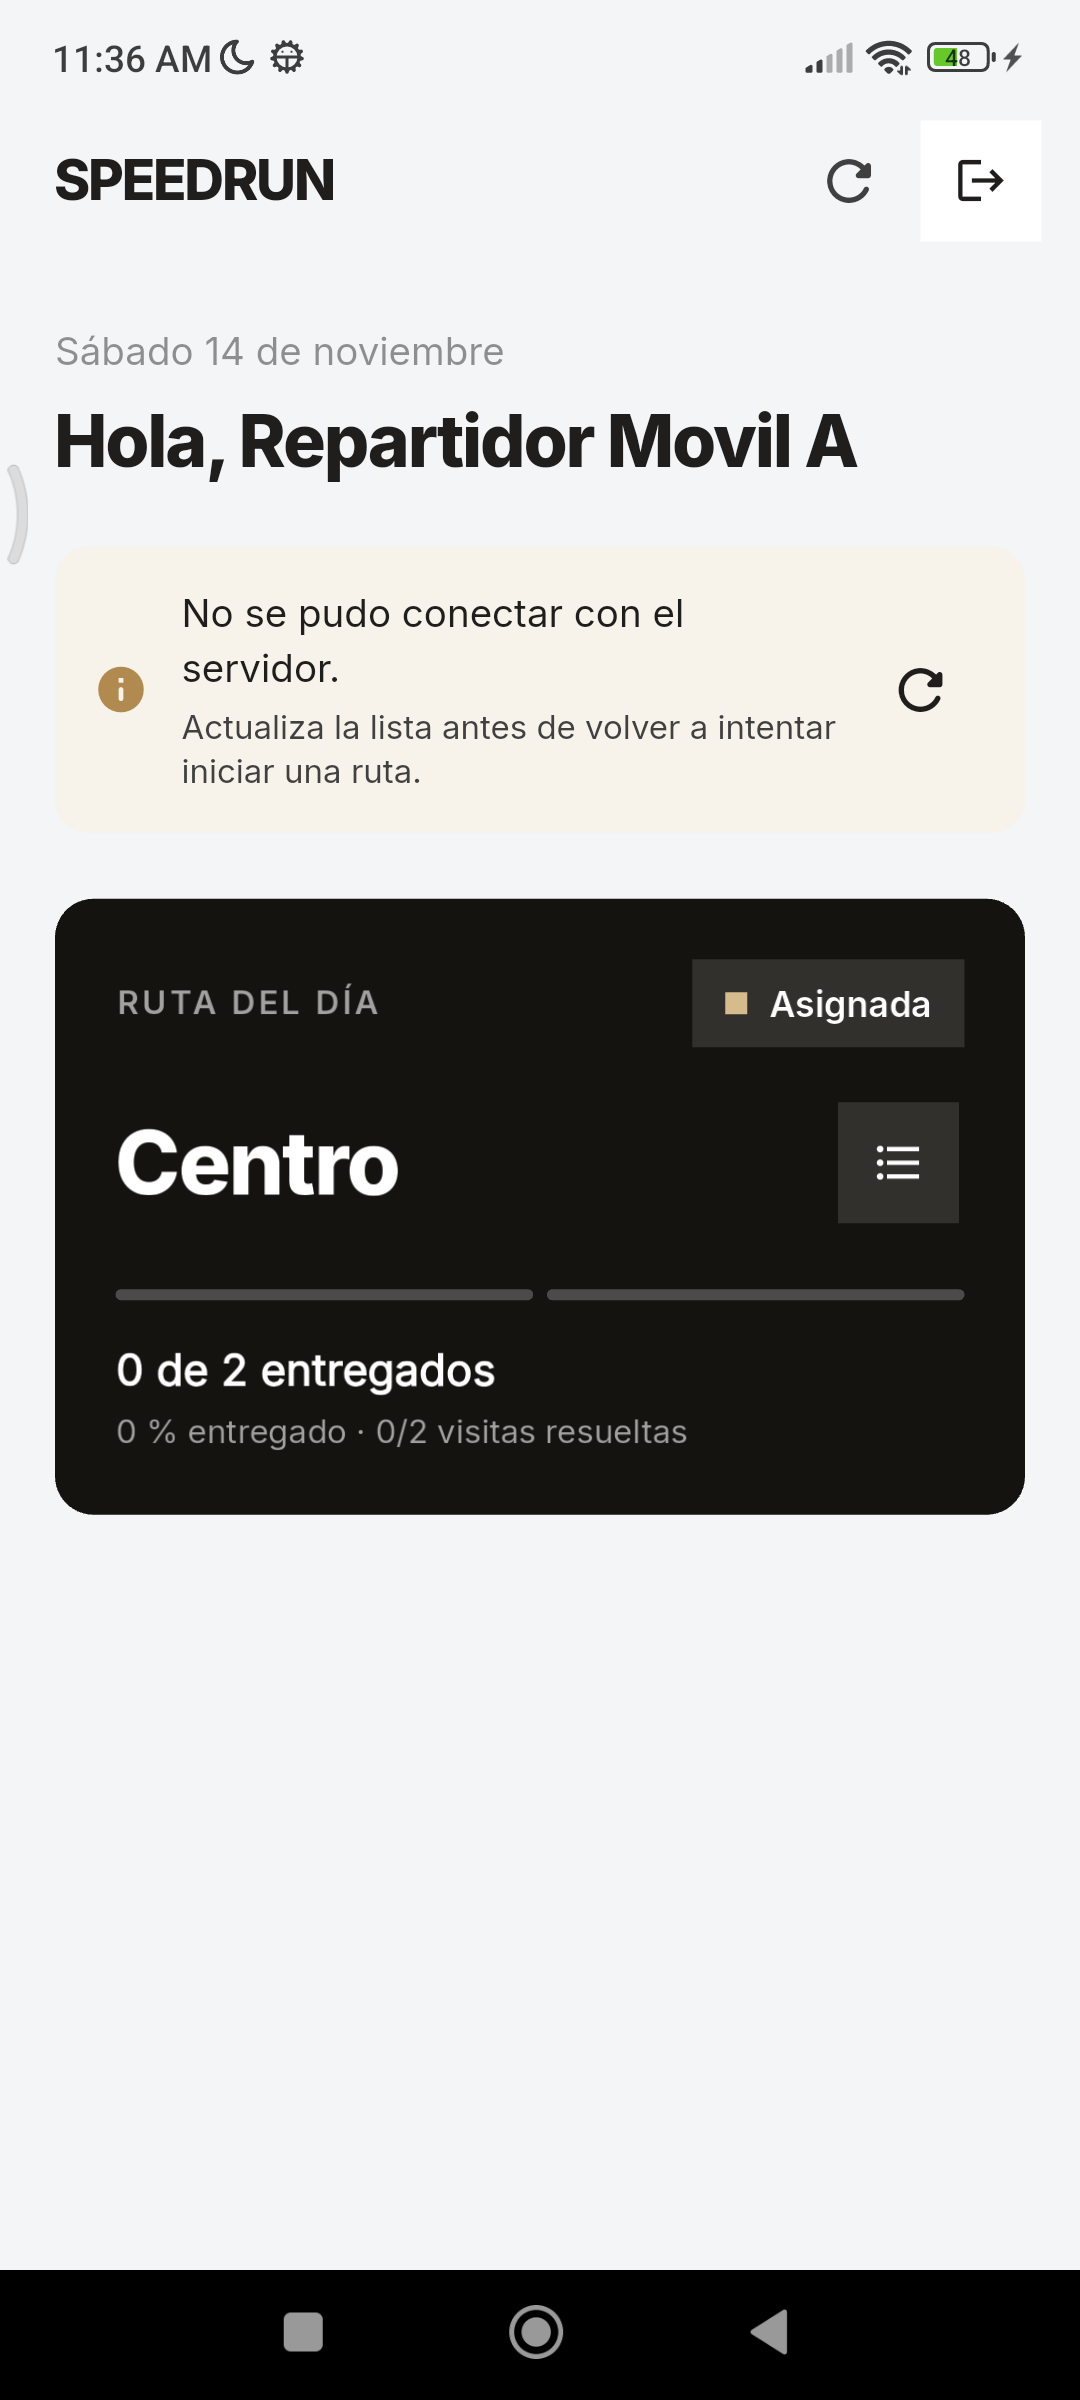 11:36 AM
48
SPEEDRUN
Sábado 14 de noviembre
Hola, Repartidor Movil A
No se pudo conectar con el
servidor.
Actualiza la lista antes de volver a intentar
iniciar una ruta.
RUTA DEL DÍA
Asignada
Centro
0 de 2 entregados
0 % entregado · 0/2 visitas resueltas